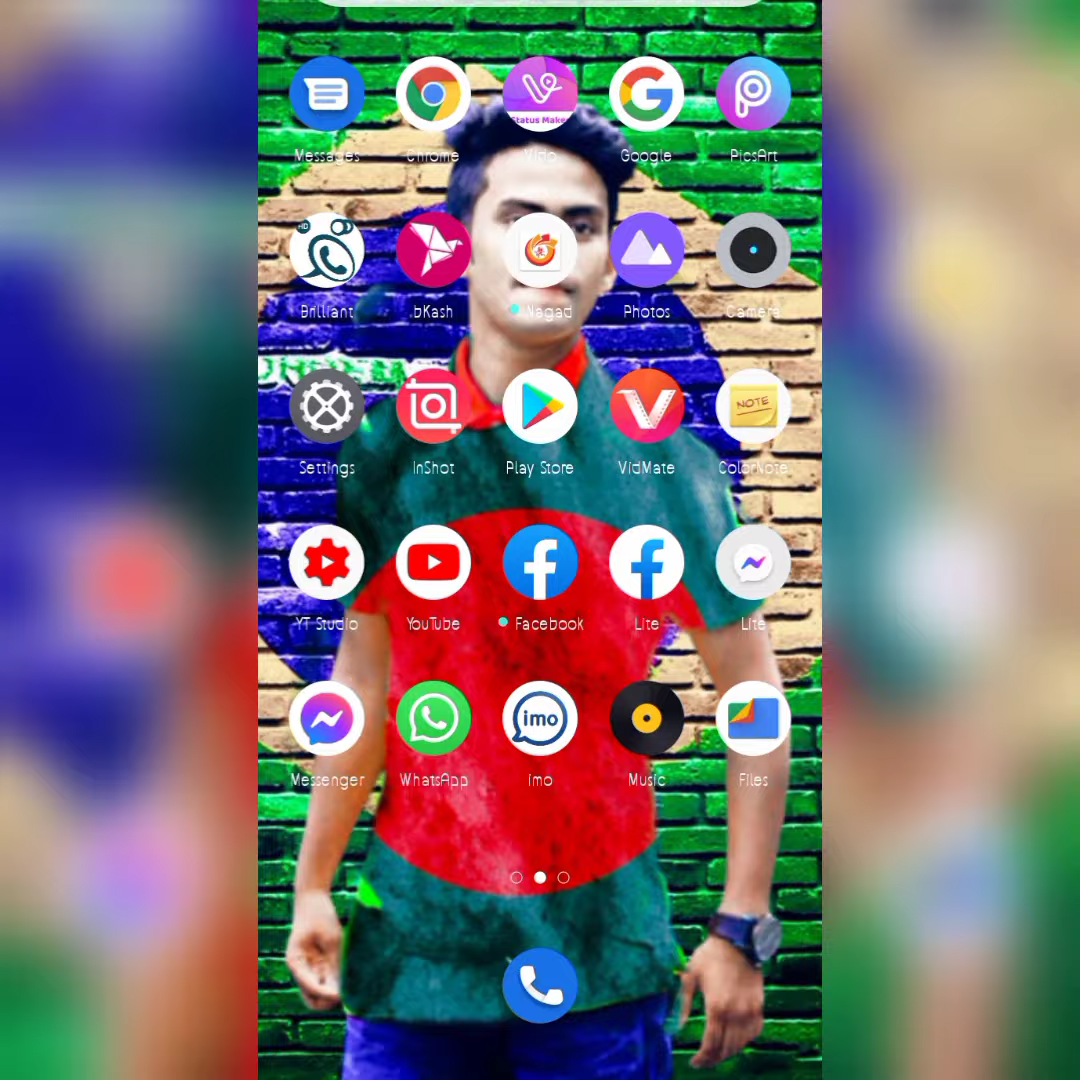 Status Maker
Messages Chrome Vido Google PicsArt
HD
Brilliant bKash Nagad Photos Camera
NOTE
Settings InShot Play Store VidMate ColorNote
YT Studio YouTube Facebook Lite Lite
imo
Messenger WhatsApp imo Music Files